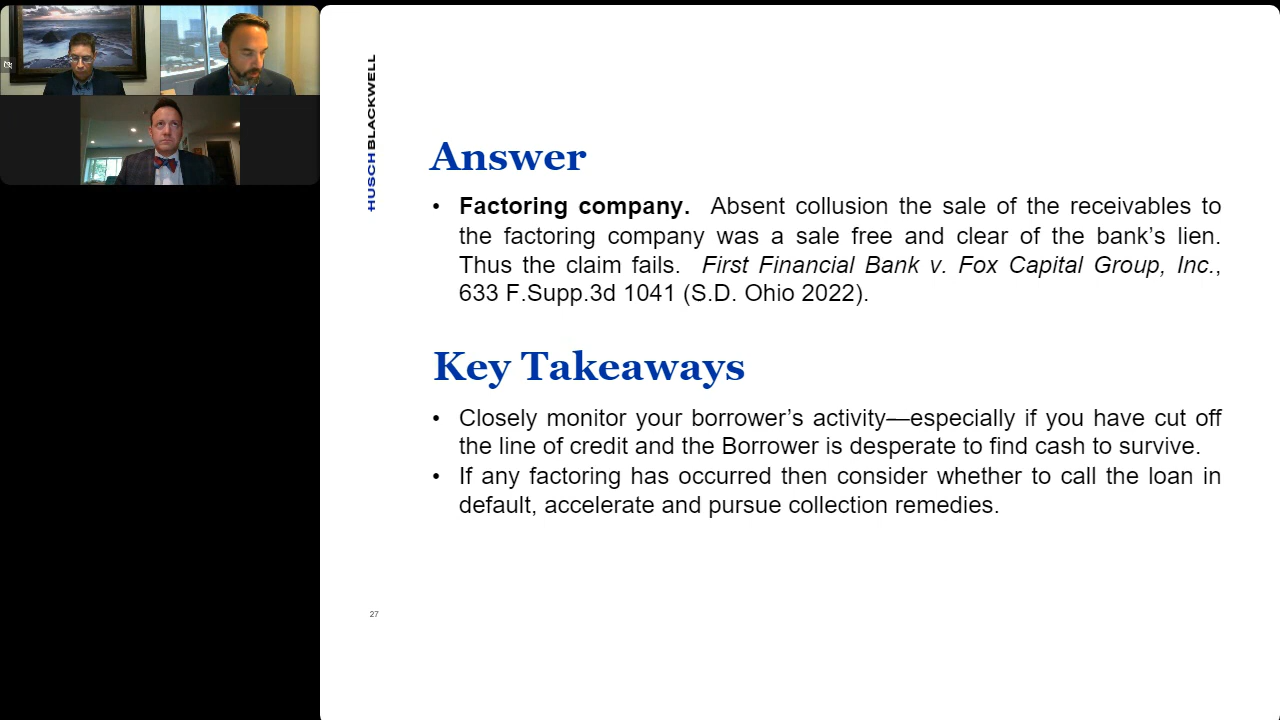 HUSCHBLACKWELL
Answer
• Factoring company. Absent collusion the sale of the receivables to
the factoring company was a sale free and clear of the bank’s lien.
Thus the claim fails. First Financial Bank v. Fox Capital Group, Inc.,
633 F.Supp.3d 1041 (S.D. Ohio 2022).
Key Takeaways
• Closely monitor your borrower’s activity—especially if you have cut off
the line of credit and the Borrower is desperate to find cash to survive.
• If any factoring has occurred then consider whether to call the loan in
default, accelerate and pursue collection remedies.
27